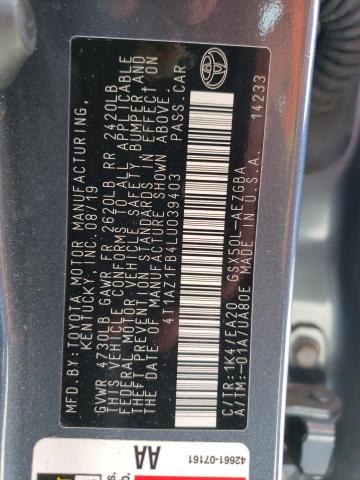 MFD.BY:TOYOTA MOTOR MANUFACTURING,
KENTUCKY, INC. 08/19
GVWR 4730LB GAWR FR 2620LB RR 2420LB
THIS VEHICLE CONFORMS TO ALL APPLICABLE
FEDERAL MOTOR VEHICLE SAFETY, BUMPER AND
THEFT PREVENTION STANDARDS IN EFFECT ON
THE DATE OF MANUFACTURE SHOWN ABOVE.
4T1AZ1FB4LU039403 PASS.CAR
C/TR:1K4/EA20 GSX50L-AEZGBA
A/TM:-01A/UA80E MADE IN U.S.A. 14233
42661-07161
AA